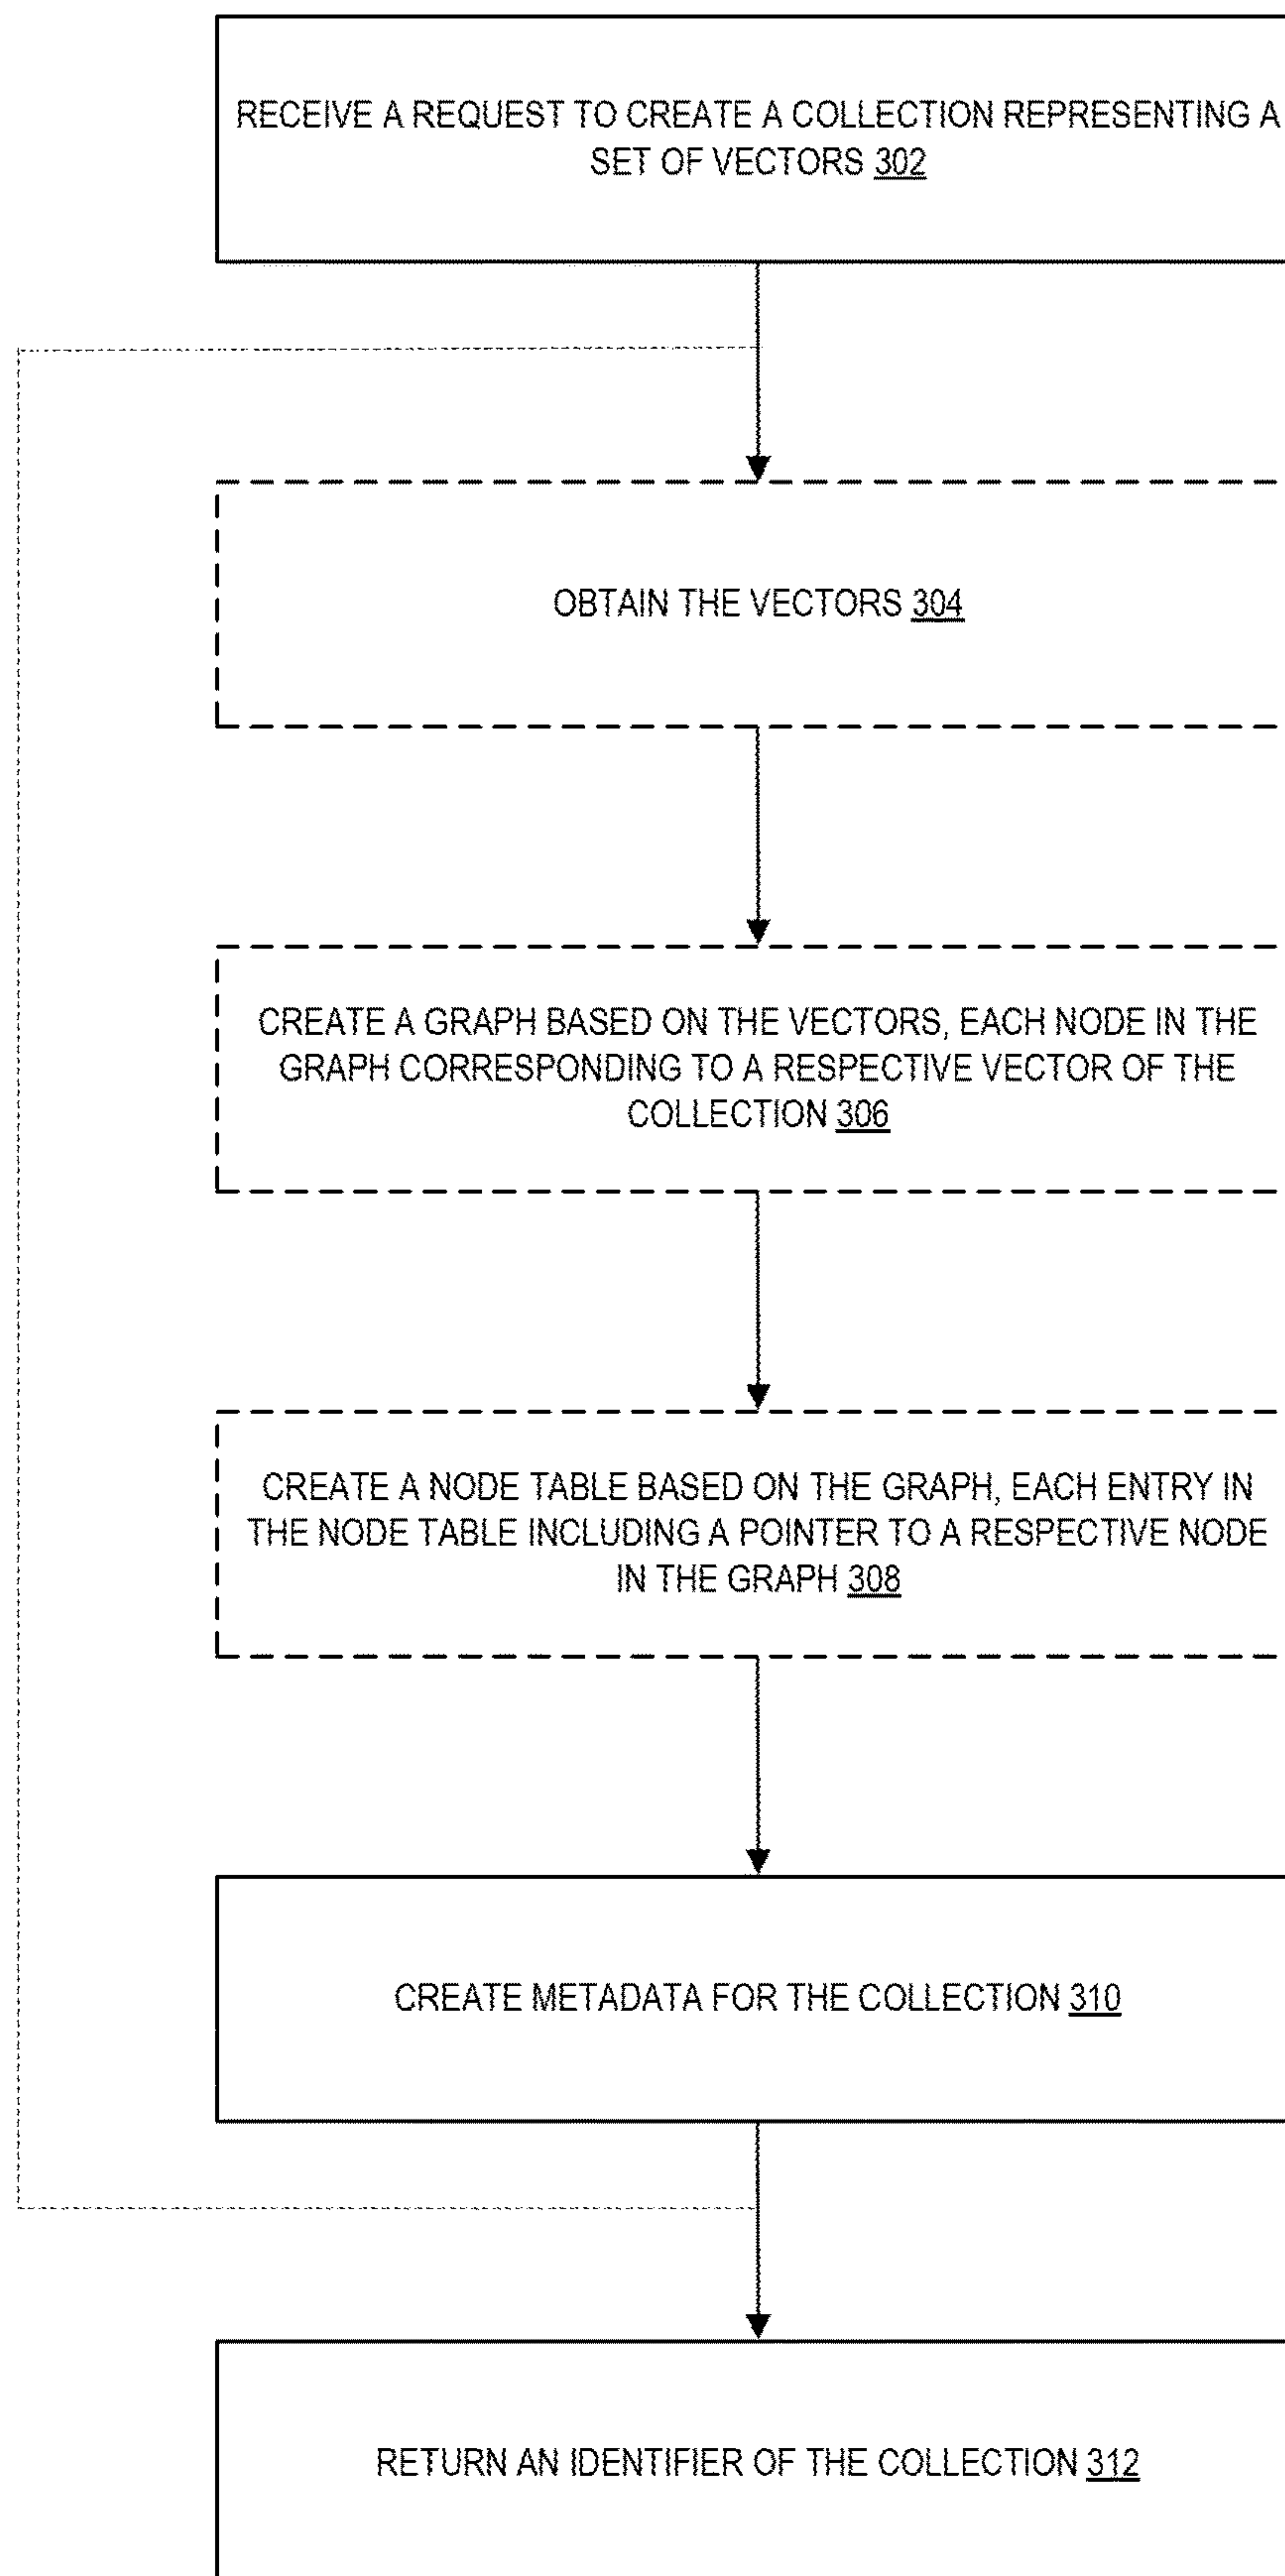 RECEIVE A REQUEST TO CREATE A COLLECTION REPRESENTING A
SET OF VECTORS 302
OBTAIN THE VECTORS 304
CREATE A GRAPH BASED ON THE VECTORS, EACH NODE IN THE
GRAPH CORRESPONDING TO A RESPECTIVE VECTOR OF THE
COLLECTION 306
CREATE A NODE TABLE BASED ON THE GRAPH, EACH ENTRY IN
THE NODE TABLE INCLUDING A POINTER TO A RESPECTIVE NODE
IN THE GRAPH 308
CREATE METADATA FOR THE COLLECTION 310
RETURN AN IDENTIFIER OF THE COLLECTION 312